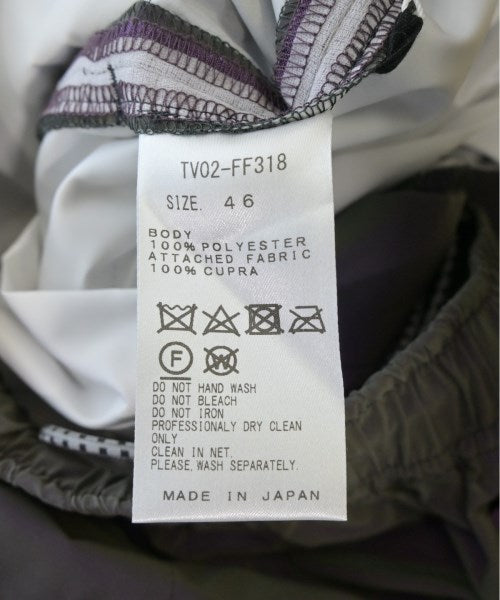 TV02-FF318
SIZE. 46
BODY
100% POLYESTER
ATTACHED FABRIC
100% CUPRA
F W
DO NOT HAND WASH
DO NOT BLEACH
DO NOT IRON
PROFESSIONALLY DRY CLEAN
ONLY
CLEAN IN NET.
PLEASE, WASH SEPARATELY.
MADE IN JAPAN